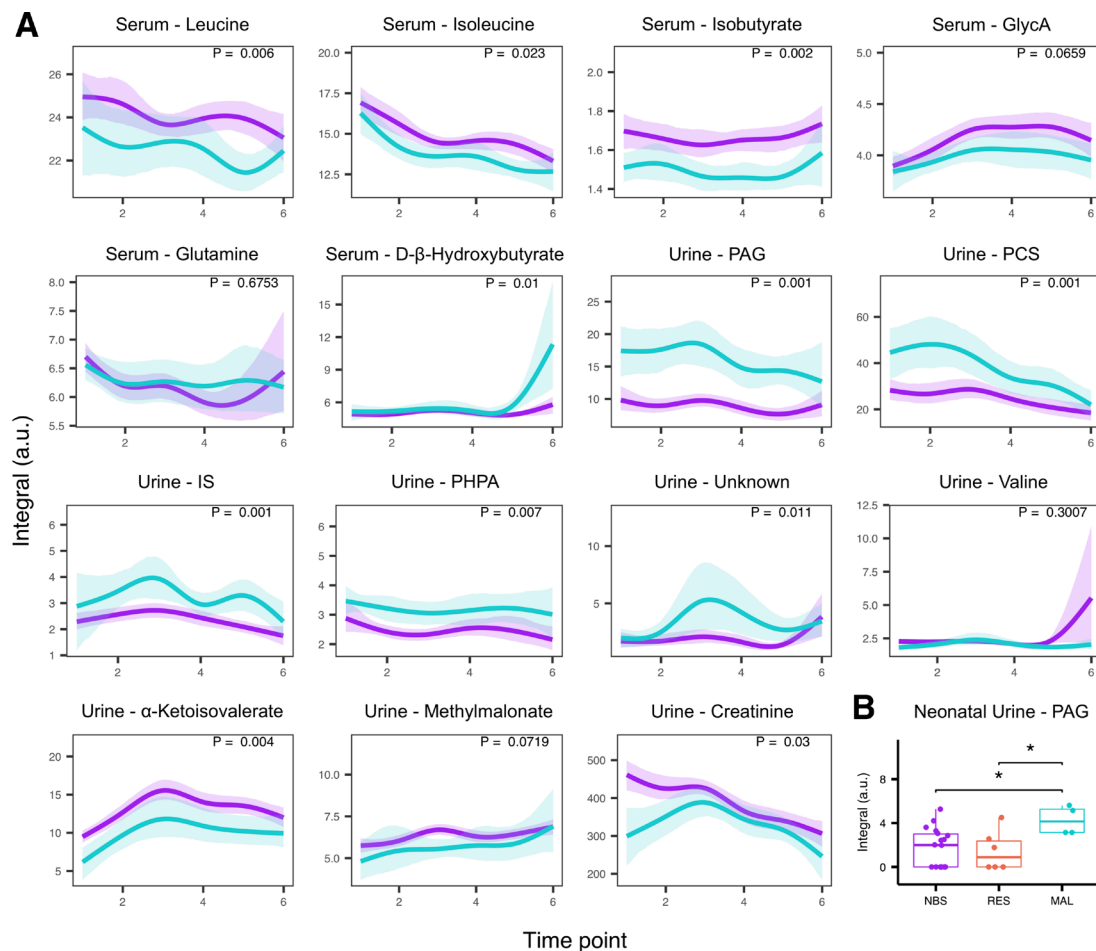 A
Serum - Leucine
P = 0.006
26
24
22
2
4
6
Serum - Isoleucine
P = 0.023
20.0
17.5
15.0
12.5
2
4
6
Serum - Isobutyrate
P = 0.002
2.0
1.8
1.6
1.4
2
4
6
Serum - GlycA
P = 0.0659
5.0
4.5
4.0
2
4
6
Serum - Glutamine
P = 0.6753
8.0
7.5
7.0
6.5
6.0
5.5
2
4
6
Serum - D-β-Hydroxybutyrate
P = 0.01
15
12
9
6
2
4
6
Urine - PAG
P = 0.001
25
20
15
10
2
4
6
Urine - PCS
P = 0.001
60
40
20
2
4
6
Urine - IS
P = 0.001
6
5
4
3
2
1
2
4
6
Urine - PHPA
P = 0.007
6
5
4
3
2
2
4
6
Urine - Unknown
P = 0.011
10
5
2
4
6
Urine - Valine
P = 0.3007
12.5
10.0
7.5
5.0
2.5
2
4
6
Urine - α-Ketoisovalerate
P = 0.004
20
15
10
5
2
4
6
Urine - Methylmalonate
P = 0.0719
20.0
15.0
10.0
5.0
2
4
6
Urine - Creatinine
P = 0.03
500
400
300
200
2
4
6
Integral (a.u.)
Time point
B
Neonatal Urine - PAG
Integral (a.u.)
8
4
0
*
*
NBS
RES
MAL